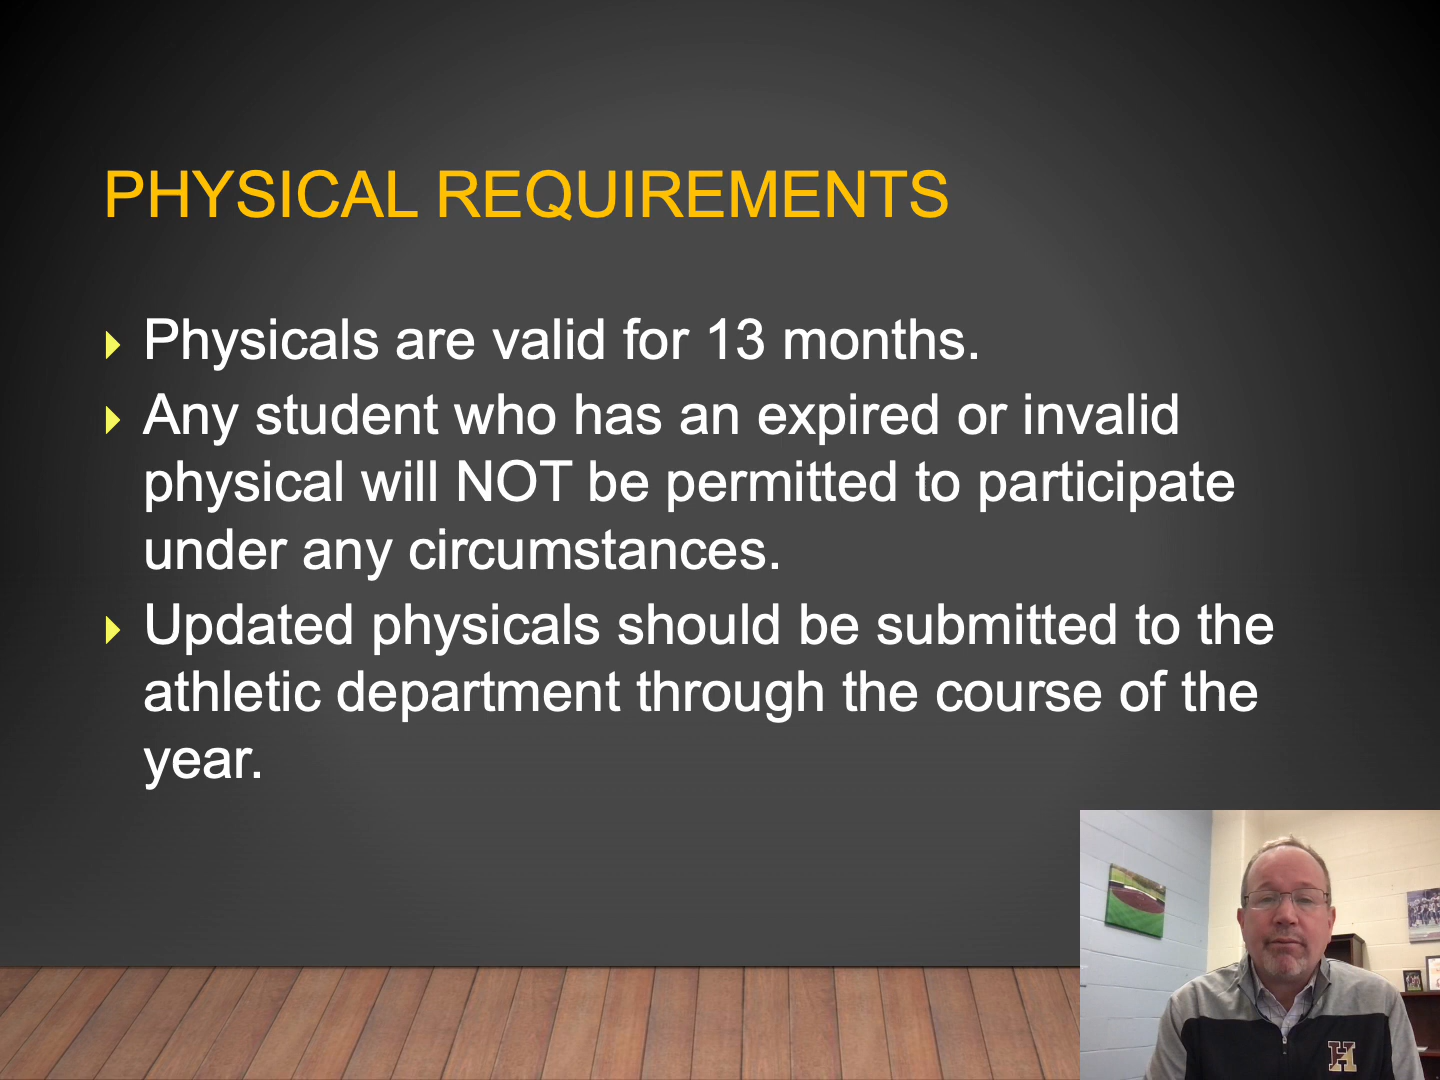 PHYSICAL REQUIREMENTS
Physicals are valid for 13 months.
Any student who has an expired or invalid
physical will NOT be permitted to participate
under any circumstances.
Updated physicals should be submitted to the
athletic department through the course of the
year.
H